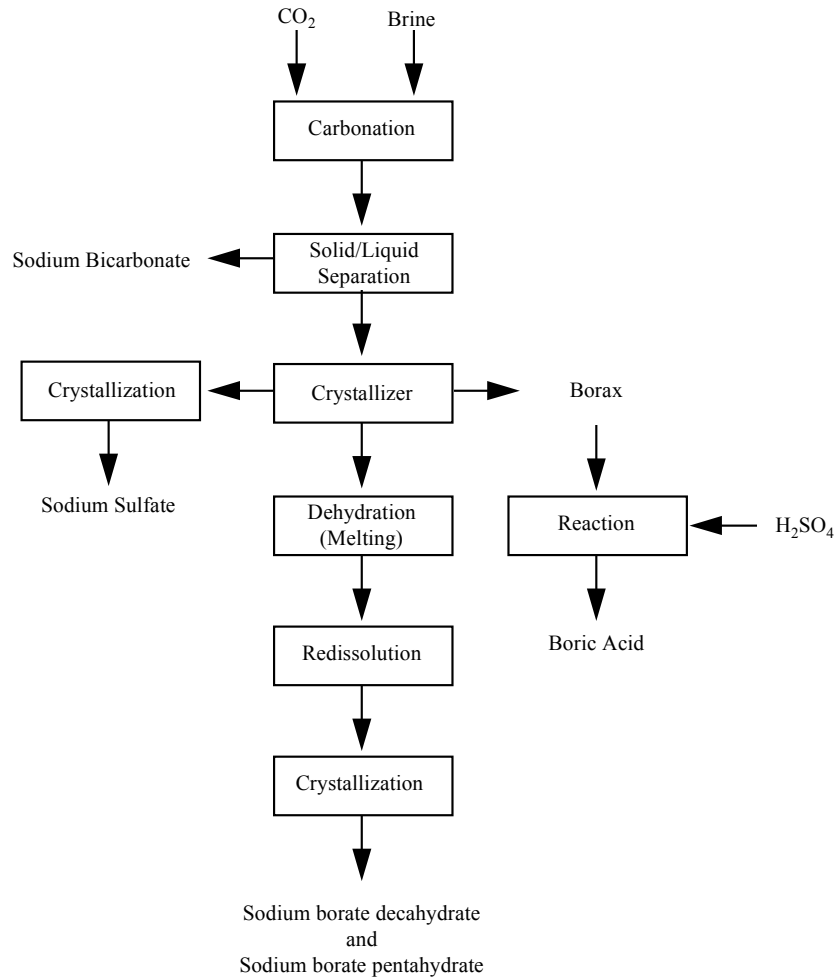 CO2
Brine
Carbonation
Sodium Bicarbonate
Solid/Liquid
Separation
Crystallization
Crystallizer
Borax
Sodium Sulfate
Dehydration
(Melting)
Reaction
H2SO4
Redissolution
Boric Acid
Crystallization
Sodium borate decahydrate
and
Sodium borate pentahydrate